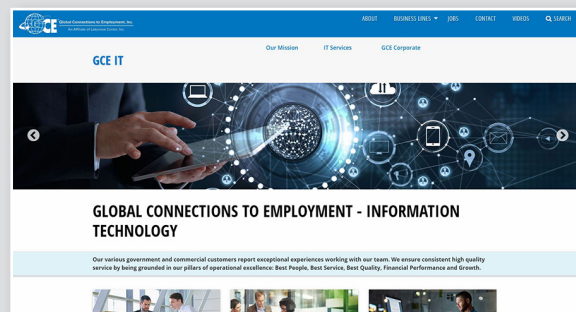 GCE
Global Connections to Employment, Inc.
An Affiliate of Lakeview Center, Inc.
ABOUT BUSINESS LINES JOBS CONTACT VIDEOS SEARCH
Our Mission IT Services GCE Corporate
GCE IT
GLOBAL CONNECTIONS TO EMPLOYMENT - INFORMATION
TECHNOLOGY
Our various government and commercial customers report exceptional experiences working with our team. We ensure consistent high quality
service by being grounded in our pillars of operational excellence: Best People, Best Service, Best Quality, Financial Performance and Growth.